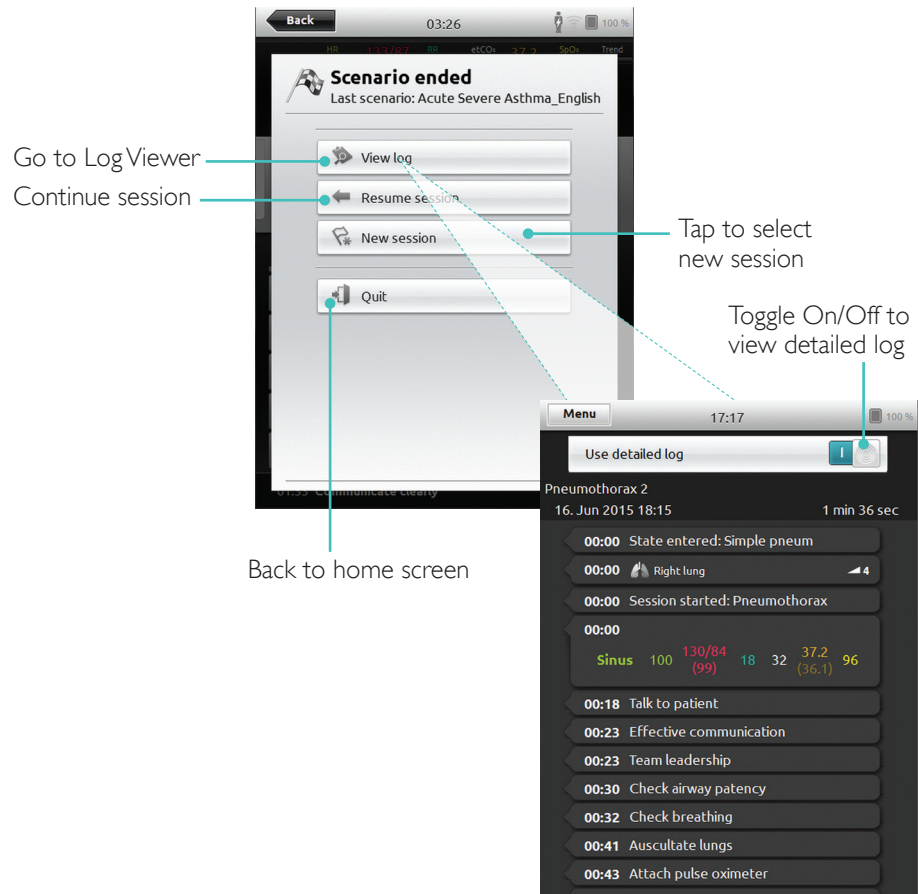 Back
03:26
100 %
HR 133/87 RR etCO₂ 37.2 SpO₂ Trend
Scenario ended
Last scenario: Acute Severe Asthma_English
View log
Resume session
New session
Quit
01:33 Communicate clearly
Go to Log Viewer
Continue session
Tap to select
new session
Back to home screen
Toggle On/Off to
view detailed log
Menu
17:17
100 %
Use detailed log
I
Pneumothorax 2
16. Jun 2015 18:15
1 min 36 sec
00:00 State entered: Simple pneum
00:00 Right lung 4
00:00 Session started: Pneumothorax
00:00
Sinus 100 130/84 (99) 18 32 37.2 (36.1) 96
00:18 Talk to patient
00:23 Effective communication
00:23 Team leadership
00:30 Check airway patency
00:32 Check breathing
00:41 Auscultate lungs
00:43 Attach pulse oximeter